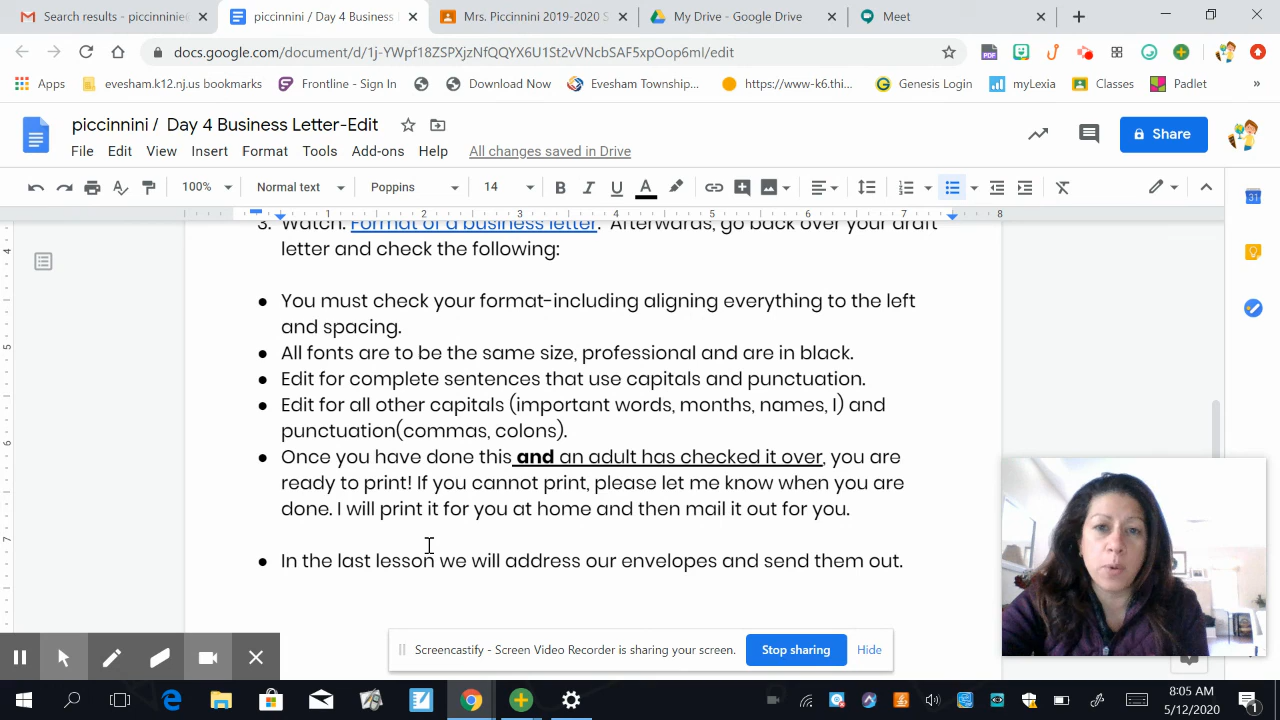 Search results - piccinninie@
piccinnini / Day 4 Business L
Mrs. Piccinnini 2019-2020 S
My Drive - Google Drive
Meet
docs.google.com/document/d/1j-YWpf18ZSPXjzNfQQYX6U1St2vVNcbSAF5xpOop6mI/edit
Apps
evesham.k12.nj.us bookmarks
Frontline - Sign In
Download Now
Evesham Township...
https://www-k6.thi...
Genesis Login
myLexia
Classes
Padlet
»
piccinnini / Day 4 Business Letter-Edit
Share
File Edit View Insert Format Tools Add-ons Help All changes saved in Drive
100% Normal text Poppins 14
1 2 3 4 5 6 7 8
3. Watch: Format of a business letter. Afterwards, go back over your draft
letter and check the following:
● You must check your format-including aligning everything to the left
and spacing.
● All fonts are to be the same size, professional and are in black.
● Edit for complete sentences that use capitals and punctuation.
● Edit for all other capitals (important words, months, names, I) and
punctuation(commas, colons).
● Once you have done this and an adult has checked it over, you are
ready to print! If you cannot print, please let me know when you are
done. I will print it for you at home and then mail it out for you.
● In the last lesson we will address our envelopes and send them out.
Screencastify - Screen Video Recorder is sharing your screen.
Stop sharing
Hide
8:05 AM
5/12/2020